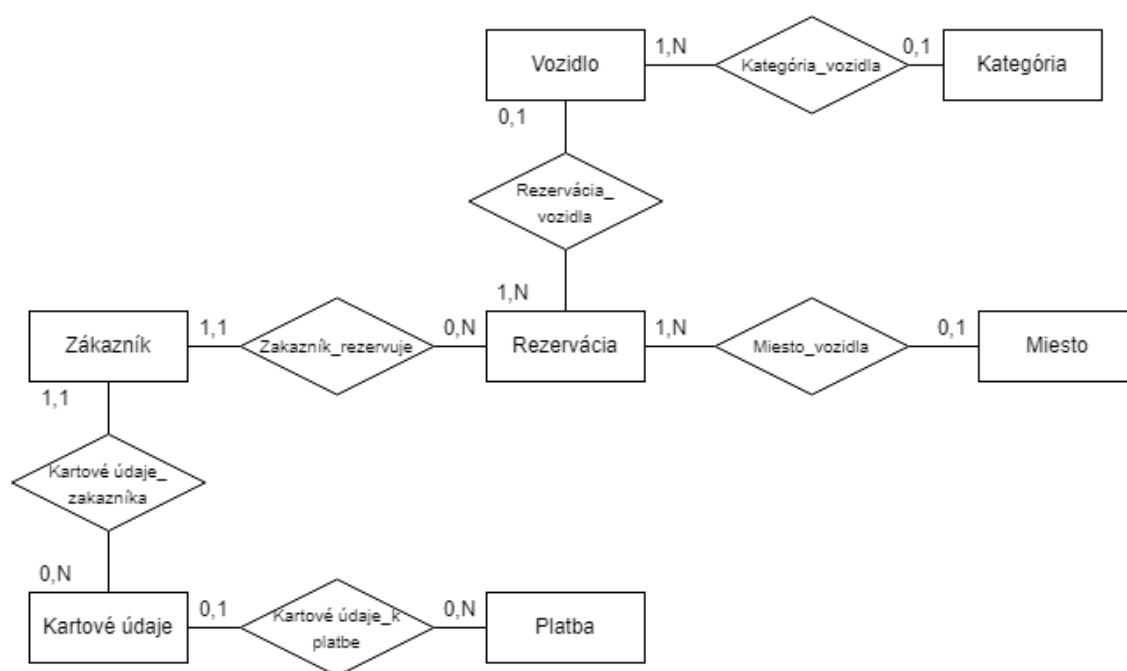 Vozidlo
1,N
Kategória_vozidla
0,1
Kategória
0,1
Rezervácia_
vozidla
1,N
Zákazník
1,1
Zakazník_rezervuje
0,N
Rezervácia
1,N
Miesto_vozidla
0,1
Miesto
1,1
Kartové údaje_
zakazníka
0,N
Kartové údaje
0,1
Kartové údaje_k
platbe
0,N
Platba